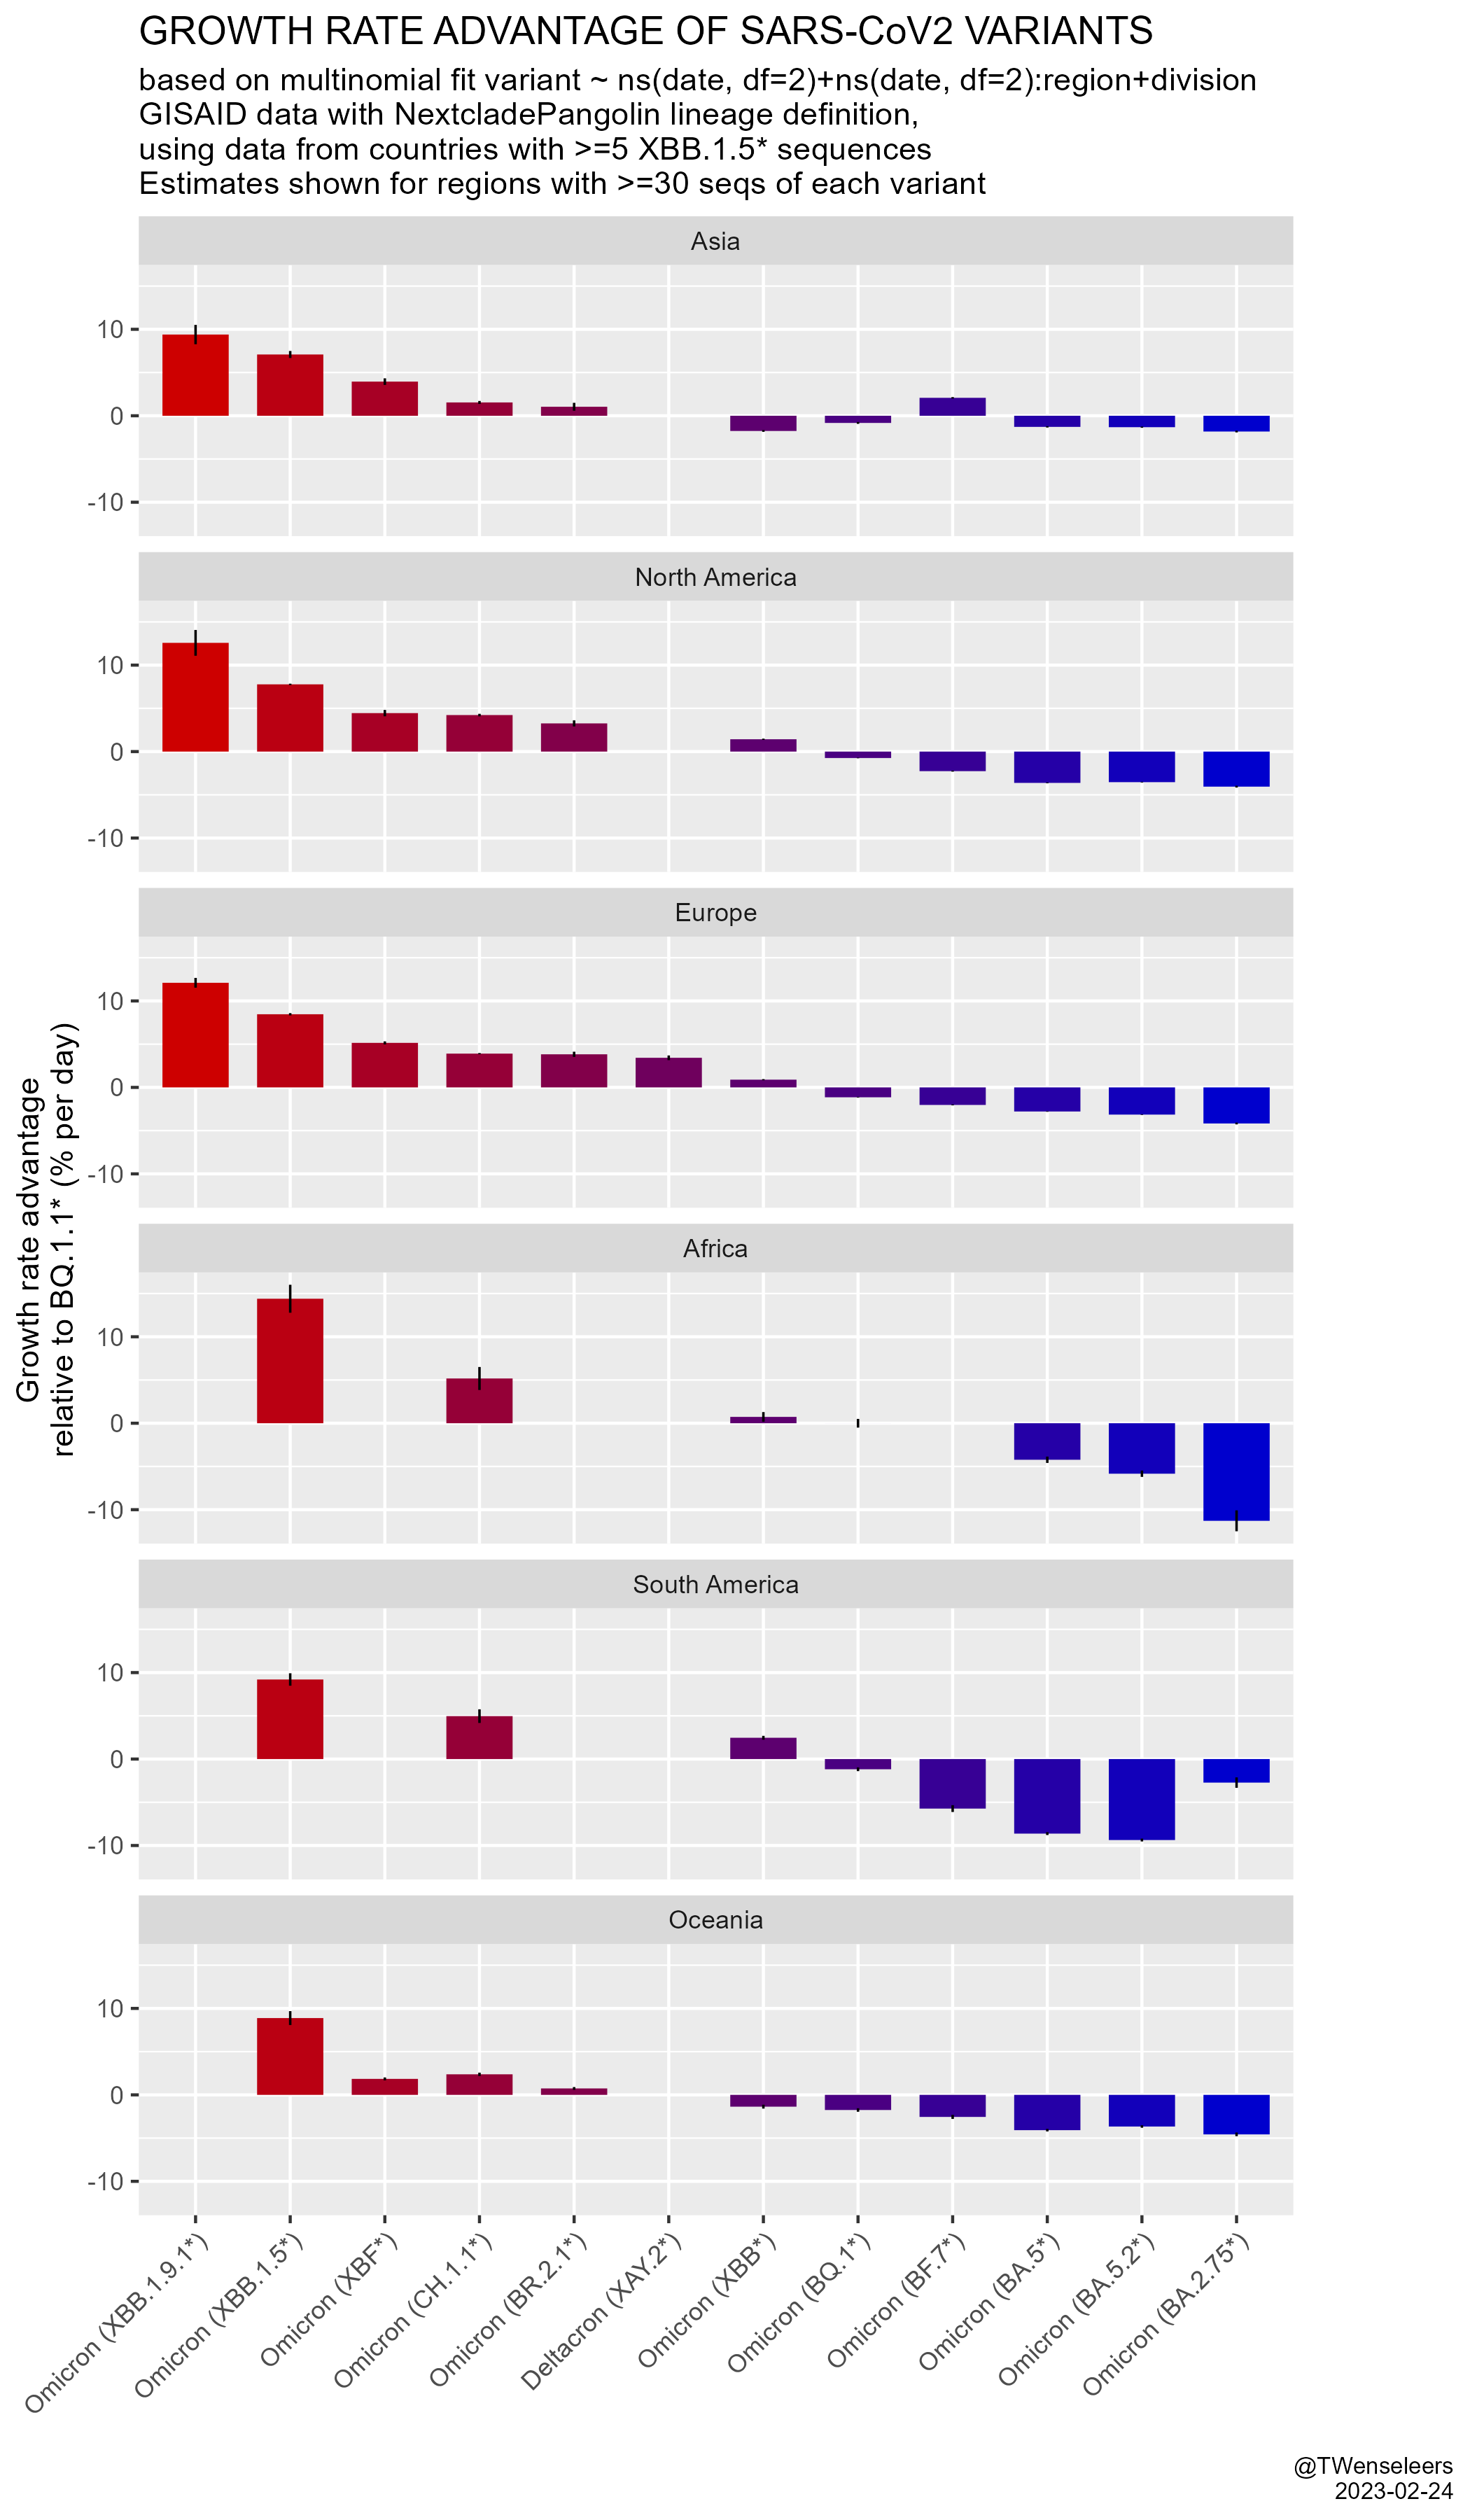 GROWTH RATE ADVANTAGE OF SARS-CoV2 VARIANTS
based on multinomial fit variant ~ ns(date, df=2)+ns(date, df=2):region+division
GISAID data with NextcladePangolin lineage definition,
using data from countries with >=5 XBB.1.5* sequences
Estimates shown for regions with >=30 seqs of each variant
Growth rate advantage
relative to BQ.1.1* (% per day)
Asia
10
0
-10
North America
10
0
-10
Europe
10
0
-10
Africa
10
0
-10
South America
10
0
-10
Oceania
10
0
-10
Omicron (XBB.1.9.1*)
Omicron (XBB.1.5*)
Omicron (XBF*)
Omicron (CH.1.1*)
Omicron (BR.2.1*)
Deltacron (XAY.2*)
Omicron (XBB*)
Omicron (BQ.1*)
Omicron (BF.7*)
Omicron (BA.5*)
Omicron (BA.5.2*)
Omicron (BA.2.75*)
@TWenseleers
2023-02-24